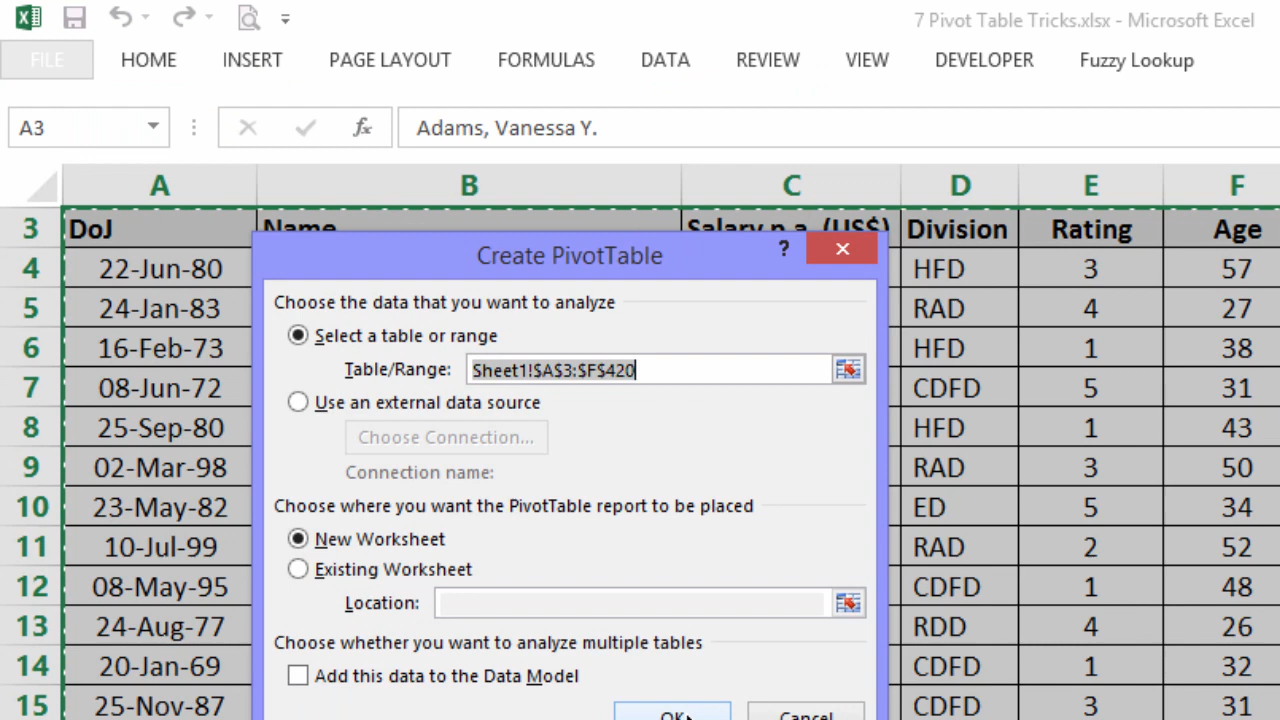 7 Pivot Table Tricks.xlsx - Microsoft Excel
FILE HOME INSERT PAGE LAYOUT FORMULAS DATA REVIEW VIEW DEVELOPER Fuzzy Lookup
A3 fx Adams, Vanessa Y.
A B C D E F
3 DoJ Name Salary p.a. (US$) Division Rating Age
Create PivotTable ?
4 22-Jun-80 HFD 3 57
Choose the data that you want to analyze
5 24-Jan-83 RAD 4 27
Select a table or range
6 16-Feb-73 HFD 1 38
Table/Range: Sheet1!$A$3:$F$420
7 08-Jun-72 CDFD 5 31
Use an external data source
8 25-Sep-80 HFD 1 43
Choose Connection...
9 02-Mar-98 RAD 3 50
Connection name:
10 23-May-82 ED 5 34
Choose where you want the PivotTable report to be placed
11 10-Jul-99 RAD 2 52
New Worksheet
12 08-May-95 CDFD 1 48
Existing Worksheet
Location:
13 24-Aug-77 RDD 4 26
Choose whether you want to analyze multiple tables
14 20-Jan-69 CDFD 1 32
Add this data to the Data Model
15 25-Nov-87 CDFD 3 31
OK Cancel